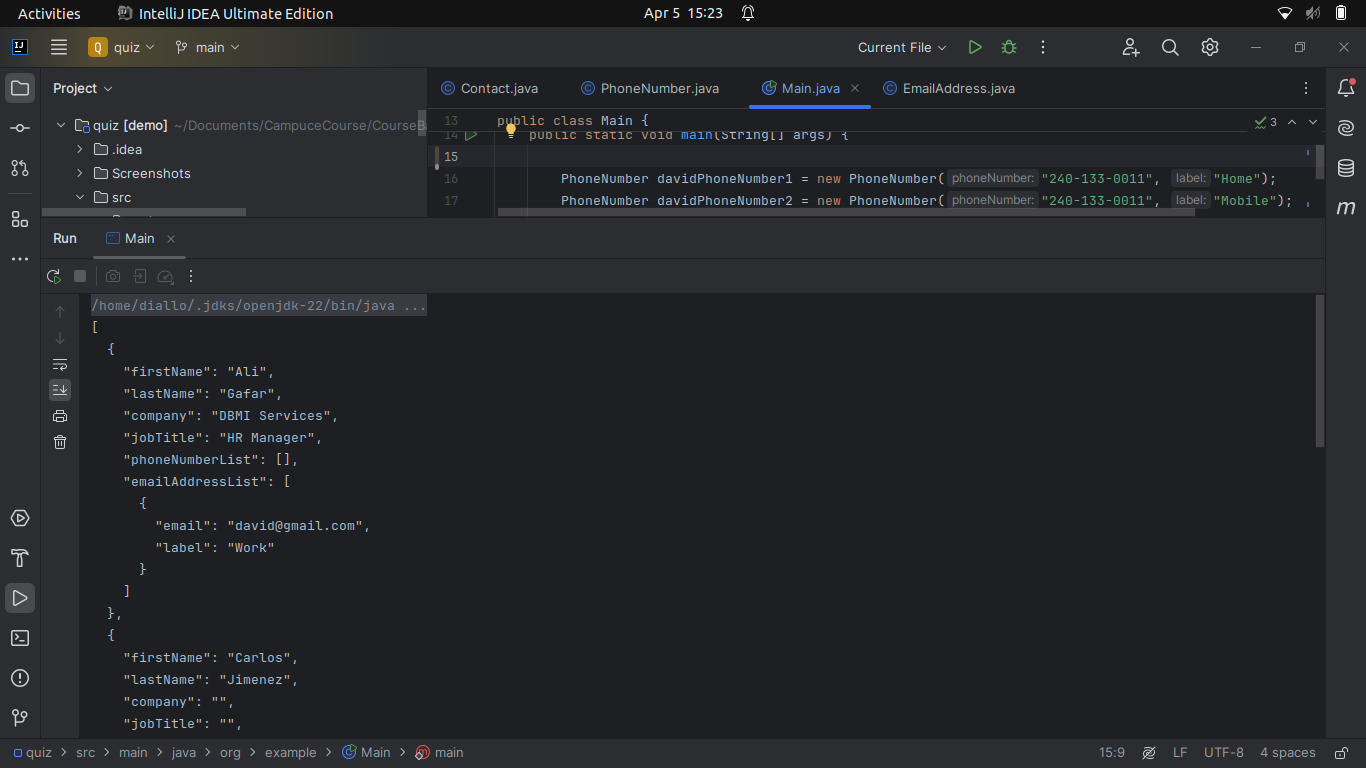 Activities IntelliJ IDEA Ultimate Edition Apr 5 15:23
Q quiz main Current File
Project
quiz [demo] ~/Documents/CampuceCourse/CourseBa
.idea
Screenshots
src
Contact.java PhoneNumber.java Main.java EmailAddress.java
13 public class Main { 3
14 public static void main(String[] args) {
15
16 PhoneNumber davidPhoneNumber1 = new PhoneNumber( phoneNumber: "240-133-0011", label: "Home");
17 PhoneNumber davidPhoneNumber2 = new PhoneNumber( phoneNumber: "240-133-0011", label: "Mobile");
Run Main
/home/diallo/.jdks/openjdk-22/bin/java ...
[
{
"firstName": "Ali",
"lastName": "Gafar",
"company": "DBMI Services",
"jobTitle": "HR Manager",
"phoneNumberList": [],
"emailAddressList": [
{
"email": "david@gmail.com",
"label": "Work"
}
]
},
{
"firstName": "Carlos",
"lastName": "Jimenez",
"company": "",
"jobTitle": "",
quiz > src > main > java > org > example > Main > main 15:9 LF UTF-8 4 spaces